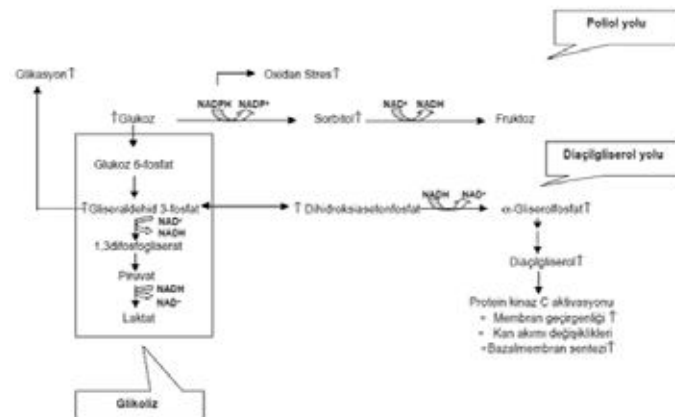 Poliol yolu
Glikasyon↑
Oxidan Stres↑
NADPH NADP⁺
NAD⁺ NADH
↑Glukoz
Sorbitol↑
Fruktoz
Glukoz 6-fosfat
Diaçilgliserol yolu
NADH NAD⁺
↑Gliseraldehid 3-fosfat
↑ Dihidroksiasetonfosfat
α-Gliserolfosfat↑
NAD⁺
NADH
1,3difosfogliserat
Diaçilgliserol↑
Piruvat
NADH
NAD⁺
Laktat
Protein kinaz C aktivasyonu
• Membran geçirgenliği ↑
• Kan akımı değişiklikleri
•Bazalmembran sentezi↑
Glikoliz